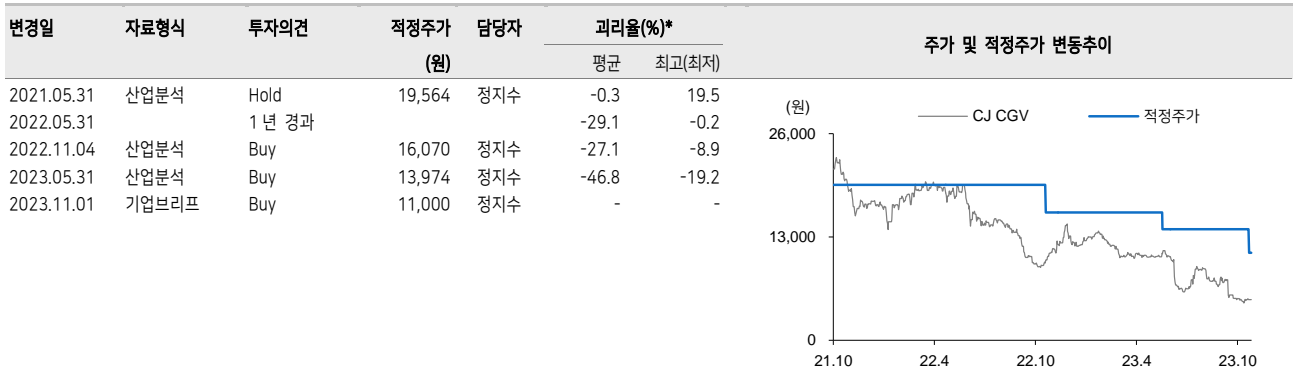 변경일 자료형식 투자의견 적정주가 담당자 괴리율(%)* 주가 및 적정주가 변동추이
(원) 평균 최고(최저)
2021.05.31 산업분석 Hold 19,564 정지수 -0.3 19.5
2022.05.31 1년 경과 -29.1 -0.2
2022.11.04 산업분석 Buy 16,070 정지수 -27.1 -8.9
2023.05.31 산업분석 Buy 13,974 정지수 -46.8 -19.2
2023.11.01 기업브리프 Buy 11,000 정지수 - -
(원) CJ CGV 적정주가
26,000
13,000
0
21.10 22.4 22.10 23.4 23.10